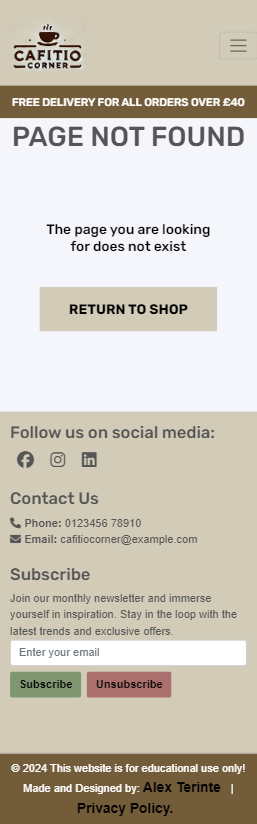 CAFITIO
CORNER
FREE DELIVERY FOR ALL ORDERS OVER £40
PAGE NOT FOUND
The page you are looking
for does not exist
RETURN TO SHOP
Follow us on social media:
Contact Us
Phone: 0123456 78910
Email: cafitiocorner@example.com
Subscribe
Join our monthly newsletter and immerse
yourself in inspiration. Stay in the loop with the
latest trends and exclusive offers.
Enter your email
Subscribe Unsubscribe
© 2024 This website is for educational use only!
Made and Designed by: Alex Terinte |
Privacy Policy.